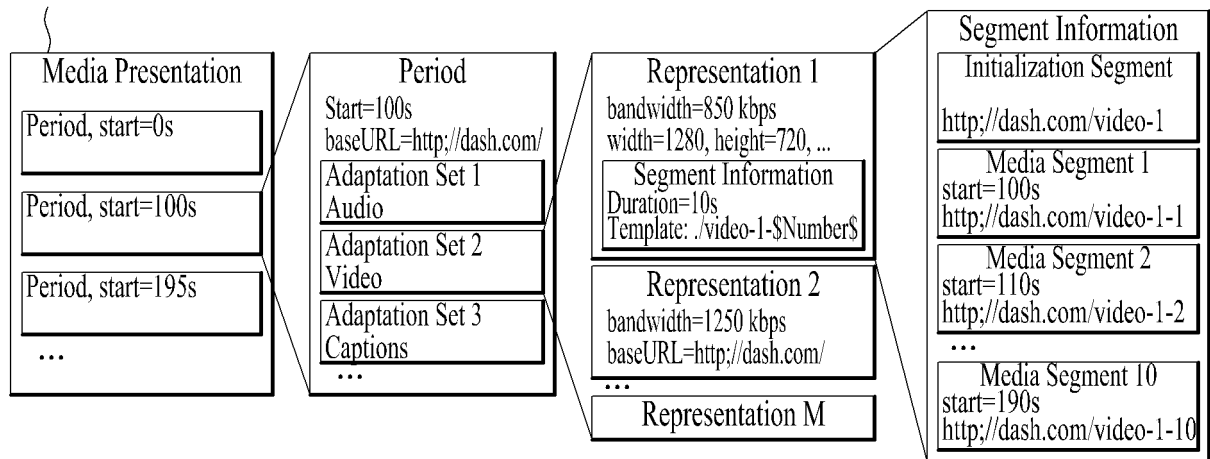 Media Presentation
Period, start=0s
Period, start=100s
Period, start=195s
...
Period
Start=100s
baseURL=http;//dash.com/
Adaptation Set 1
Audio
Adaptation Set 2
Video
Adaptation Set 3
Captions
...
Representation 1
bandwidth=850 kbps
width=1280, height=720, ...
Segment Information
Duration=10s
Template: ./video-1-$Number$
Representation 2
bandwidth=1250 kbps
baseURL=http;//dash.com/
...
Representation M
Segment Information
Initialization Segment
http;//dash.com/video-1
Media Segment 1
start=100s
http;//dash.com/video-1-1
Media Segment 2
start=110s
http;//dash.com/video-1-2
...
Media Segment 10
start=190s
http;//dash.com/video-1-10